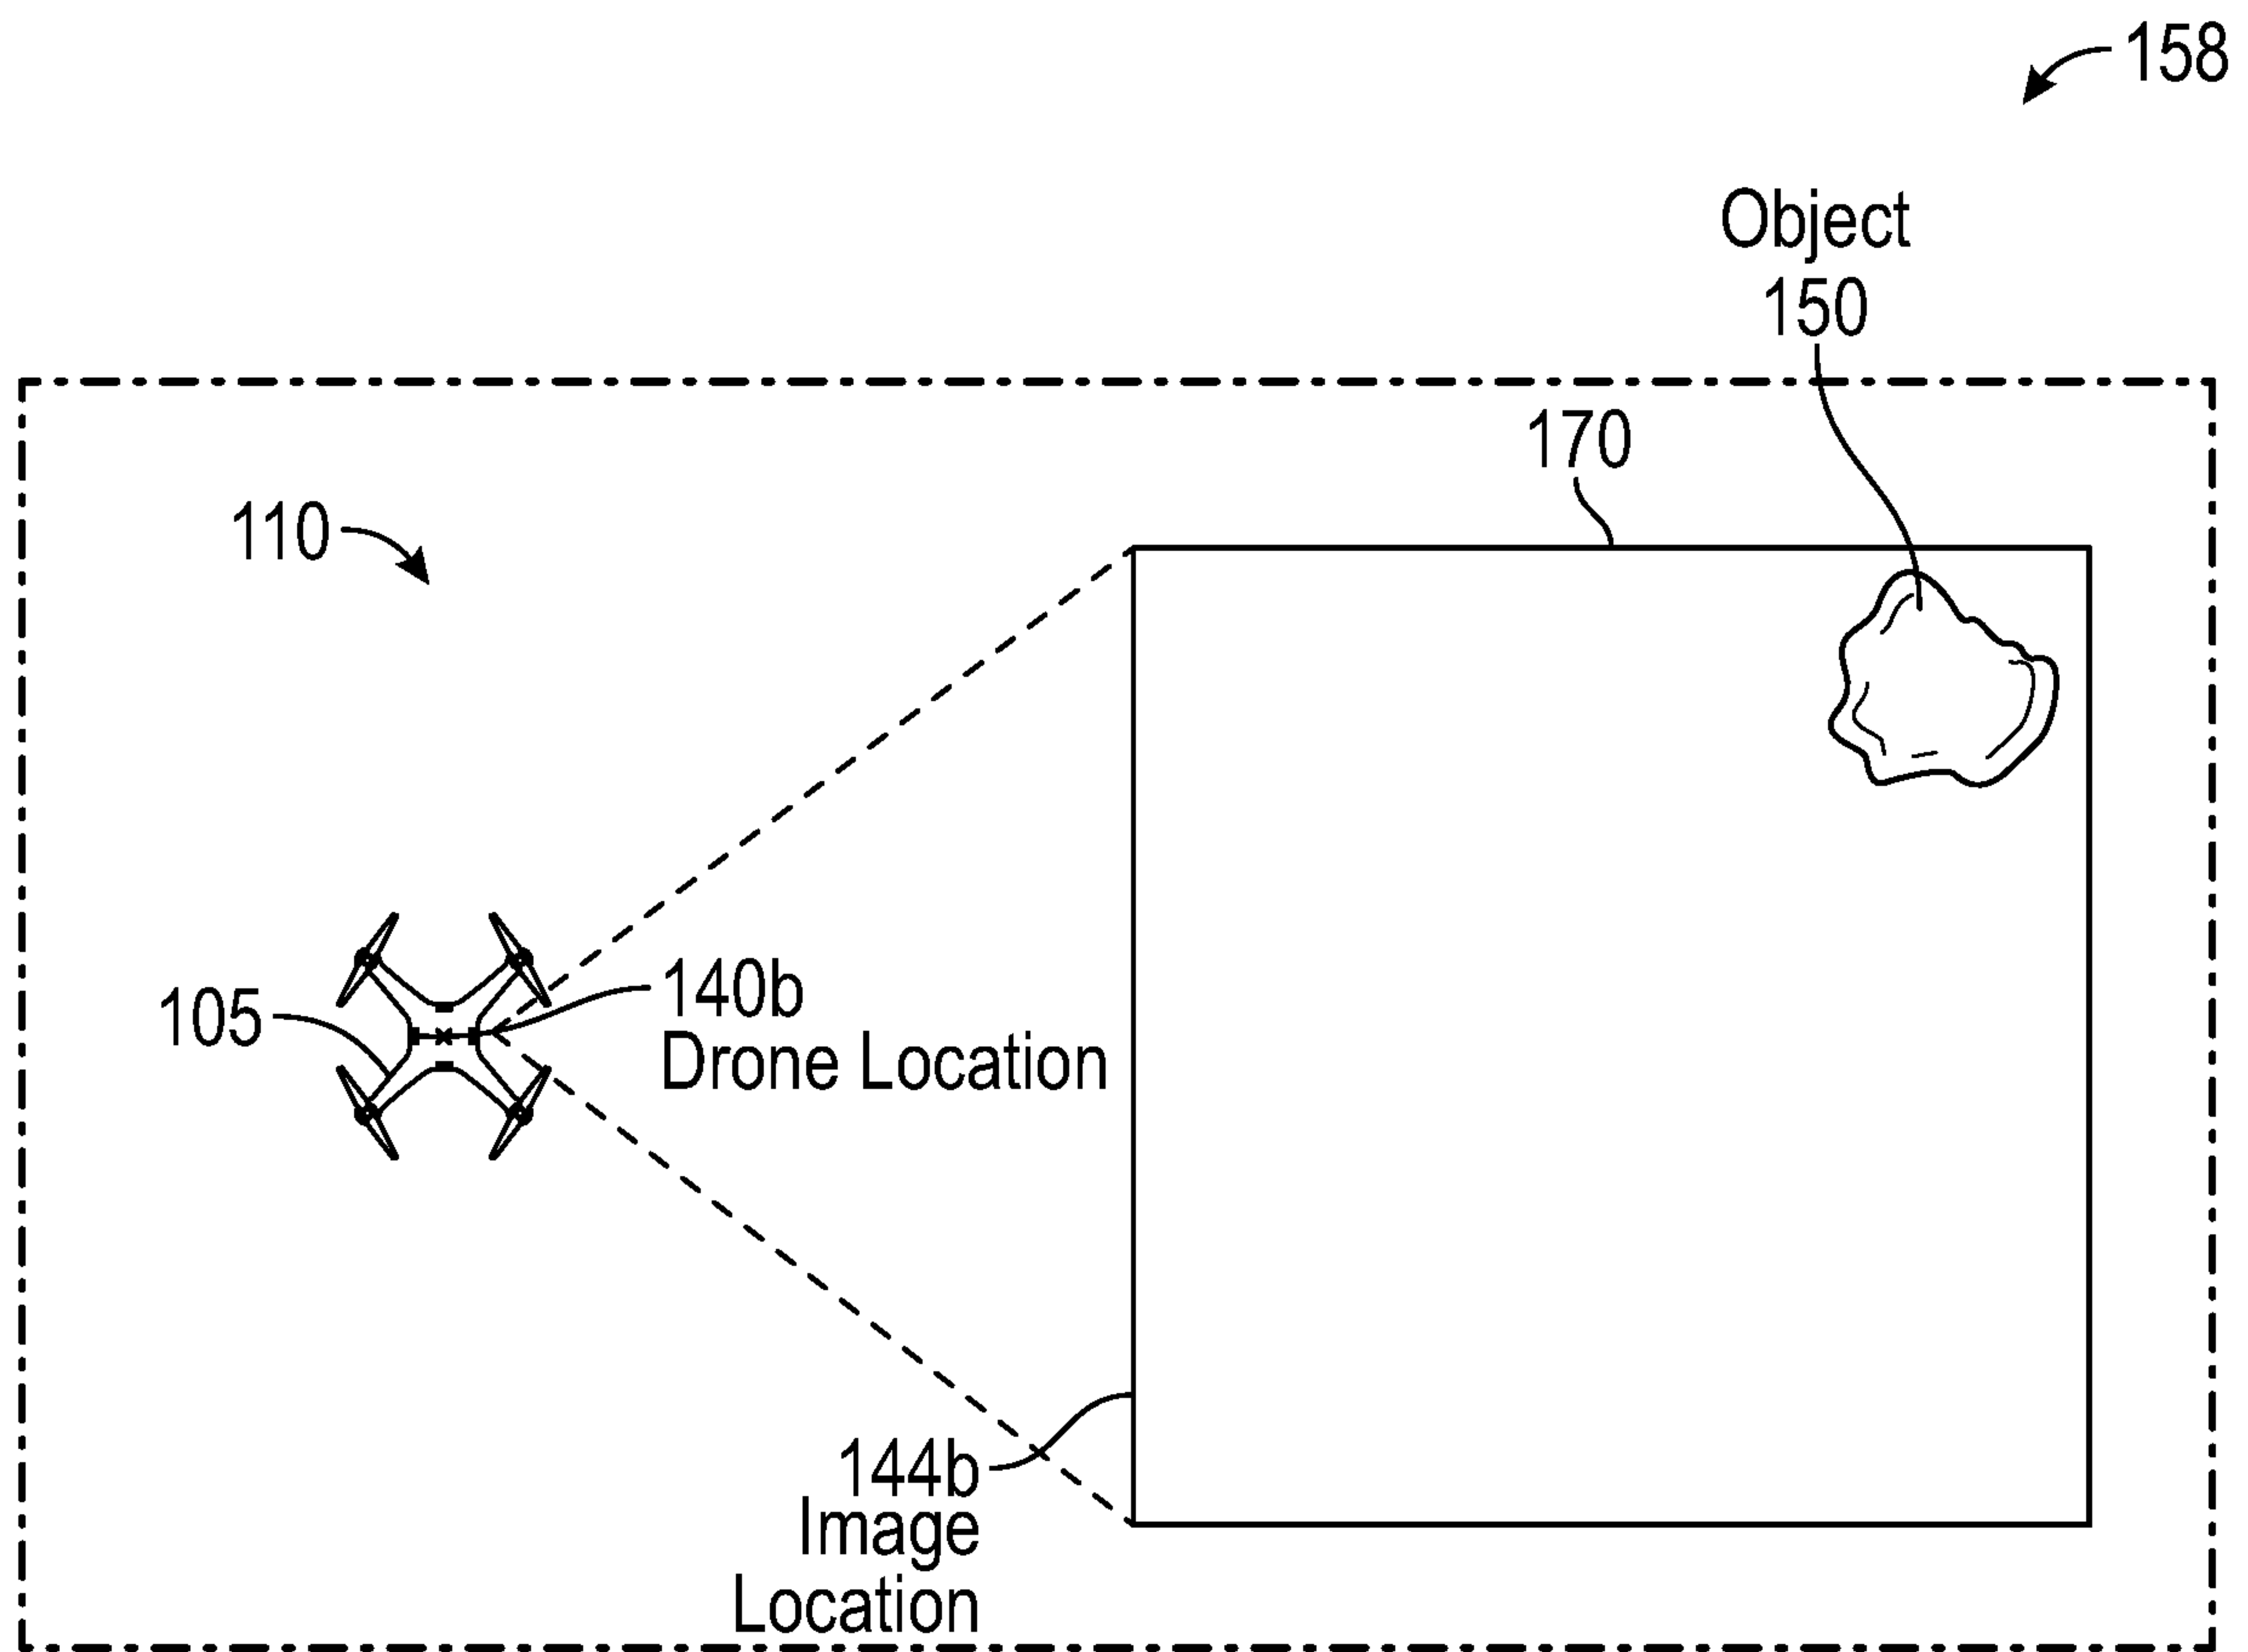 158
Object
150
170
110
140b
Drone Location
105
144b
Image
Location